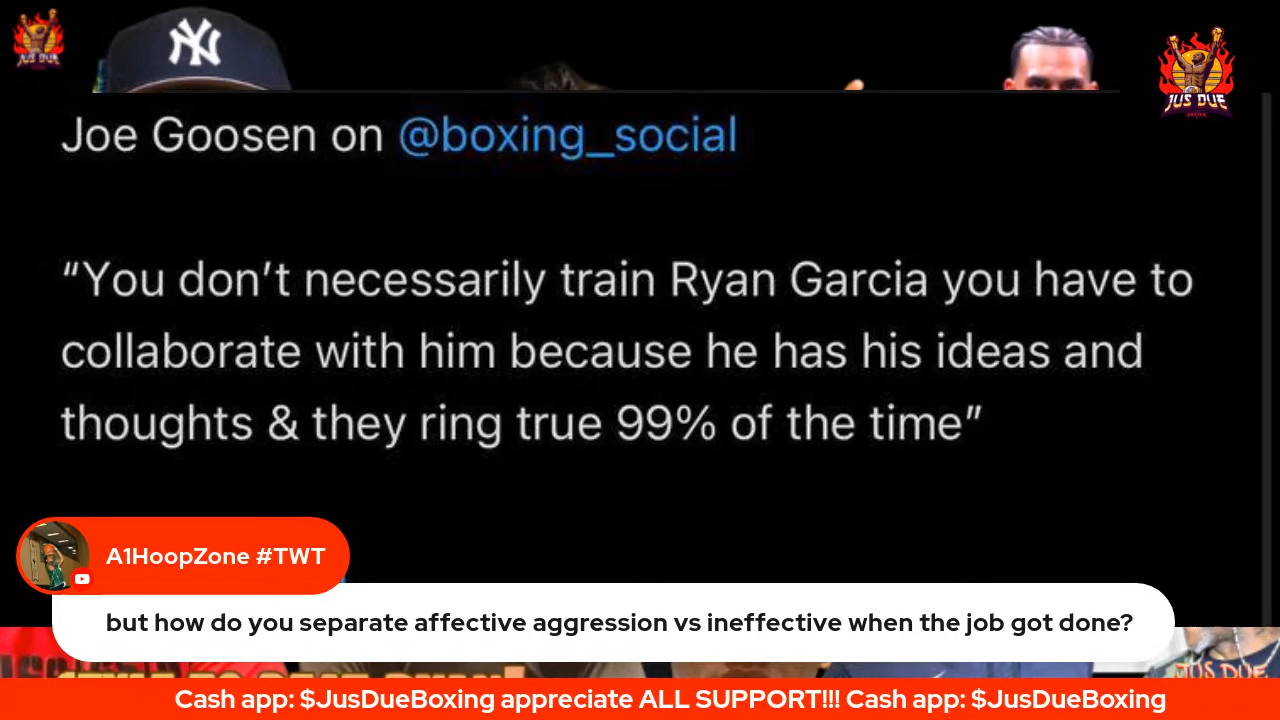 NY
JUS DUE
JUS DUE
Joe Goosen on @boxing_social
“You don’t necessarily train Ryan Garcia you have to
collaborate with him because he has his ideas and
thoughts & they ring true 99% of the time”
A1HoopZone #TWT
but how do you separate affective aggression vs ineffective when the job got done?
JUS DUE
Cash app: $JusDueBoxing appreciate ALL SUPPORT!!! Cash app: $JusDueBoxing